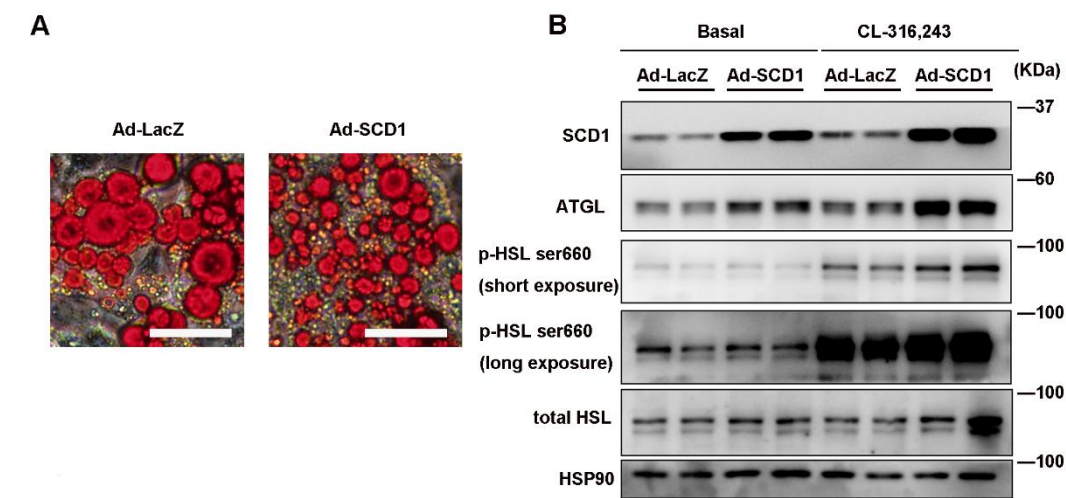 A
Ad-LacZ
Ad-SCD1
B
Basal
CL-316,243
Ad-LacZ
Ad-SCD1
Ad-LacZ
Ad-SCD1
(KDa)
SCD1
—37
ATGL
—60
p-HSL ser660
(short exposure)
—100
p-HSL ser660
(long exposure)
—100
total HSL
—100
HSP90
—100